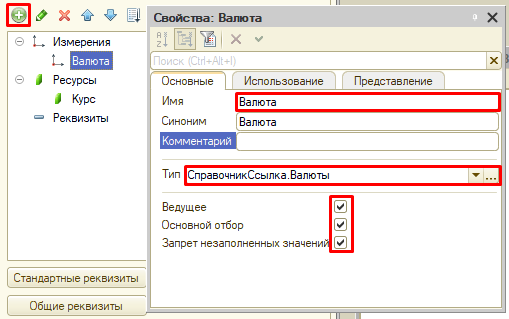 Измерения
Валюта
Ресурсы
Курс
Реквизиты
Стандартные реквизиты
Общие реквизиты
Свойства: Валюта
Поиск (Ctrl+Alt+I)
Основные
Использование
Представление
Имя
Валюта
Синоним
Валюта
Комментарий
Тип
СправочникСсылка.Валюты
...
Ведущее
Основной отбор
Запрет незаполненных значений